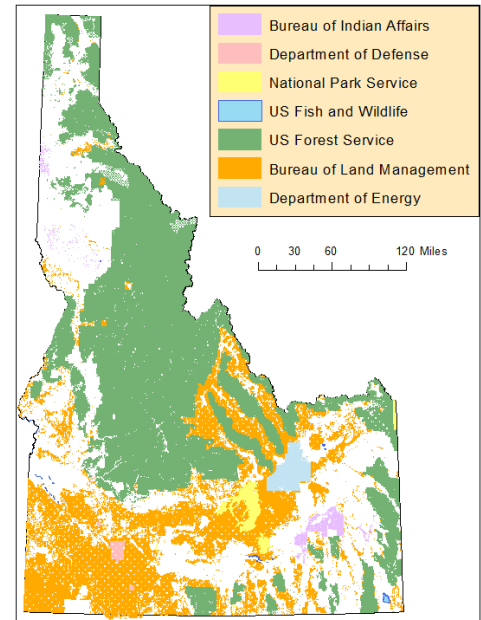 Bureau of Indian Affairs
Department of Defense
National Park Service
US Fish and Wildlife
US Forest Service
Bureau of Land Management
Department of Energy
0 30 60 120 Miles